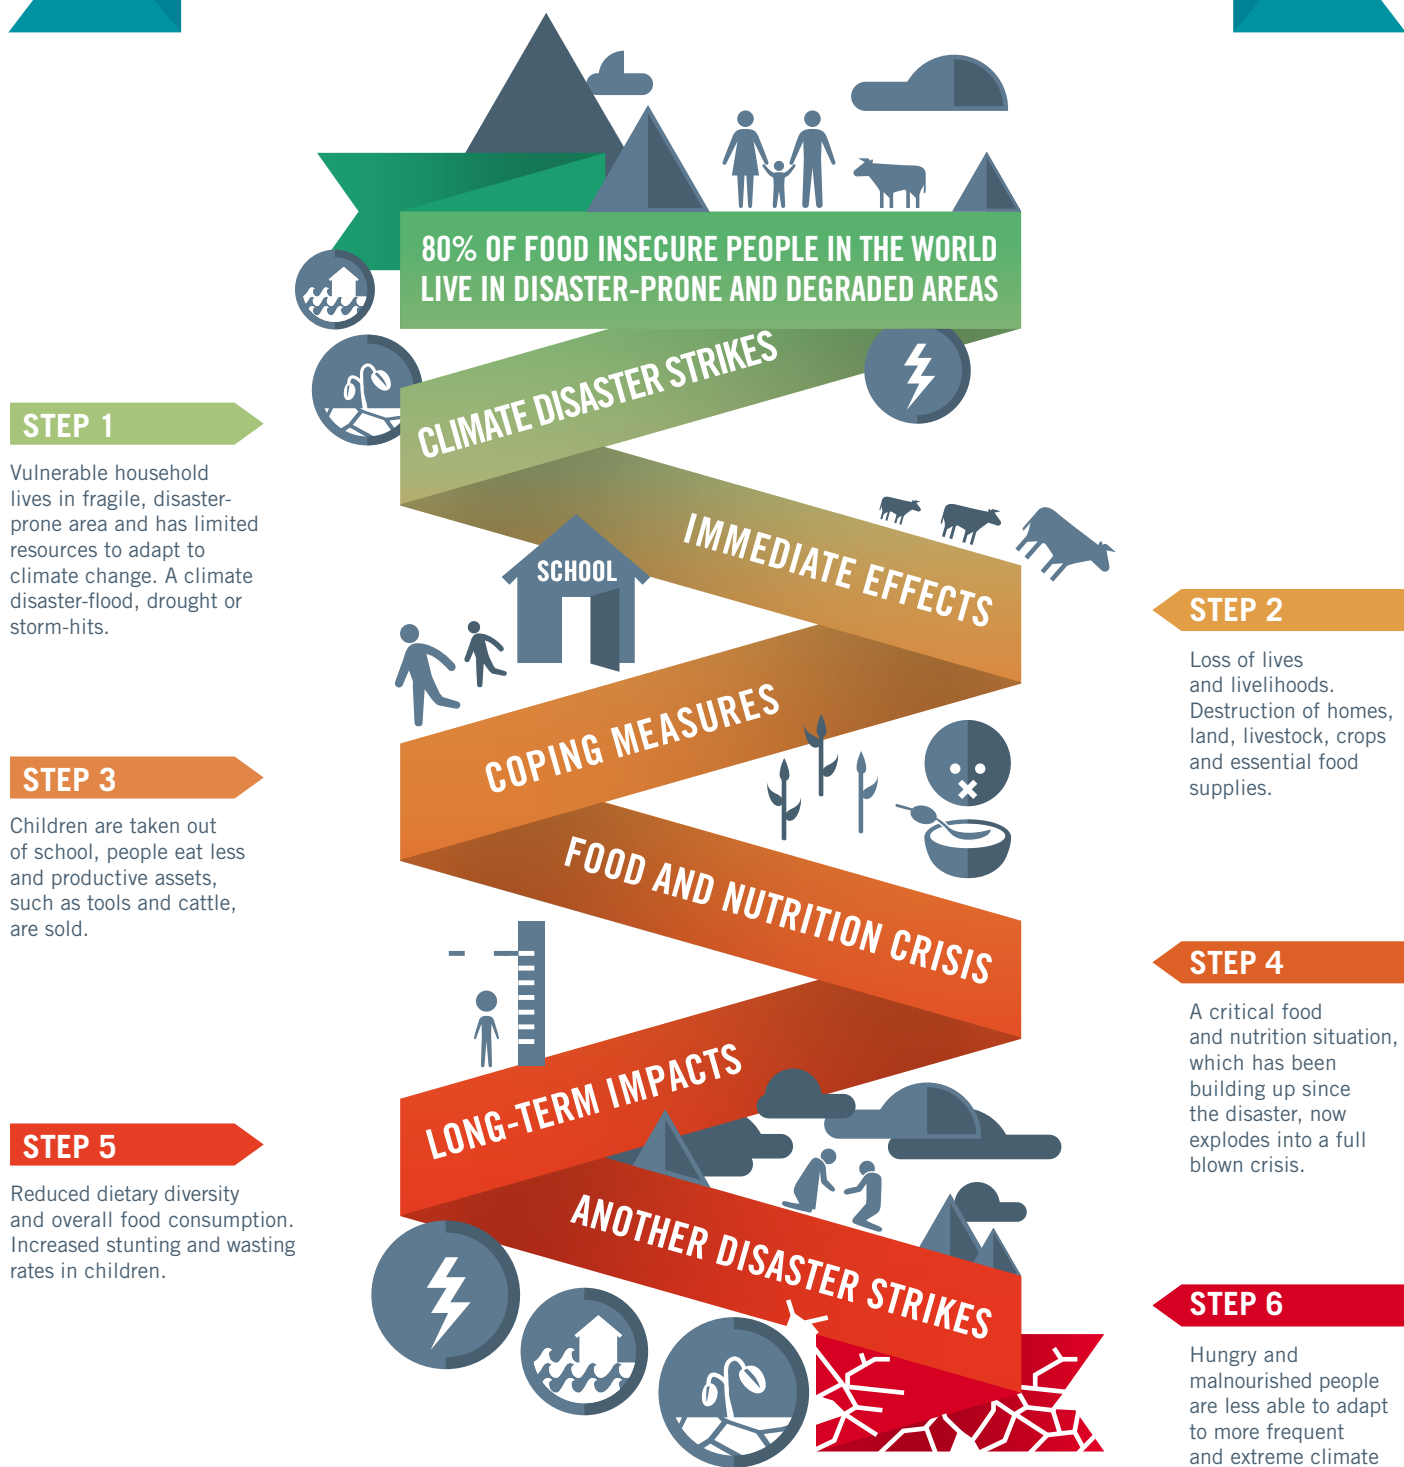 80% OF FOOD INSECURE PEOPLE IN THE WORLD
LIVE IN DISASTER-PRONE AND DEGRADED AREAS
CLIMATE DISASTER STRIKES
STEP 1
Vulnerable household
lives in fragile, disaster-
prone area and has limited
resources to adapt to
climate change. A climate
disaster-flood, drought or
storm-hits.
IMMEDIATE EFFECTS
SCHOOL
STEP 2
Loss of lives
and livelihoods.
Destruction of homes,
land, livestock, crops
and essential food
supplies.
COPING MEASURES
STEP 3
Children are taken out
of school, people eat less
and productive assets,
such as tools and cattle,
are sold.
FOOD AND NUTRITION CRISIS
STEP 4
A critical food
and nutrition situation,
which has been
building up since
the disaster, now
explodes into a full
blown crisis.
LONG-TERM IMPACTS
STEP 5
Reduced dietary diversity
and overall food consumption.
Increased stunting and wasting
rates in children.
ANOTHER DISASTER STRIKES
STEP 6
Hungry and
malnourished people
are less able to adapt
to more frequent
and extreme climate